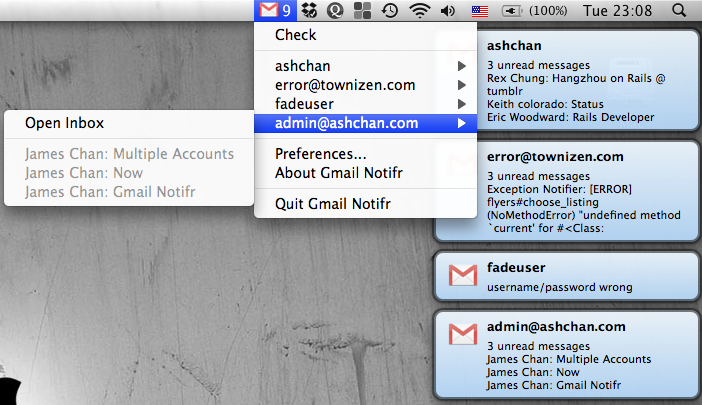 9
(100%)
Tue 23:08
Check
ashchan
error@townizen.com
fadeuser
admin@ashchan.com
Preferences...
About Gmail Notifr
Quit Gmail Notifr
Open Inbox
James Chan: Multiple Accounts
James Chan: Now
James Chan: Gmail Notifr
ashchan
3 unread messages
Rex Chung: Hangzhou on Rails @
tumblr
Keith colorado: Status
Eric Woodward: Rails Developer
error@townizen.com
3 unread messages
Exception Notifier: [ERROR]
flyers#choose_listing
(NoMethodError) "undefined method
`current' for #<Class:
fadeuser
username/password wrong
admin@ashchan.com
3 unread messages
James Chan: Multiple Accounts
James Chan: Now
James Chan: Gmail Notifr